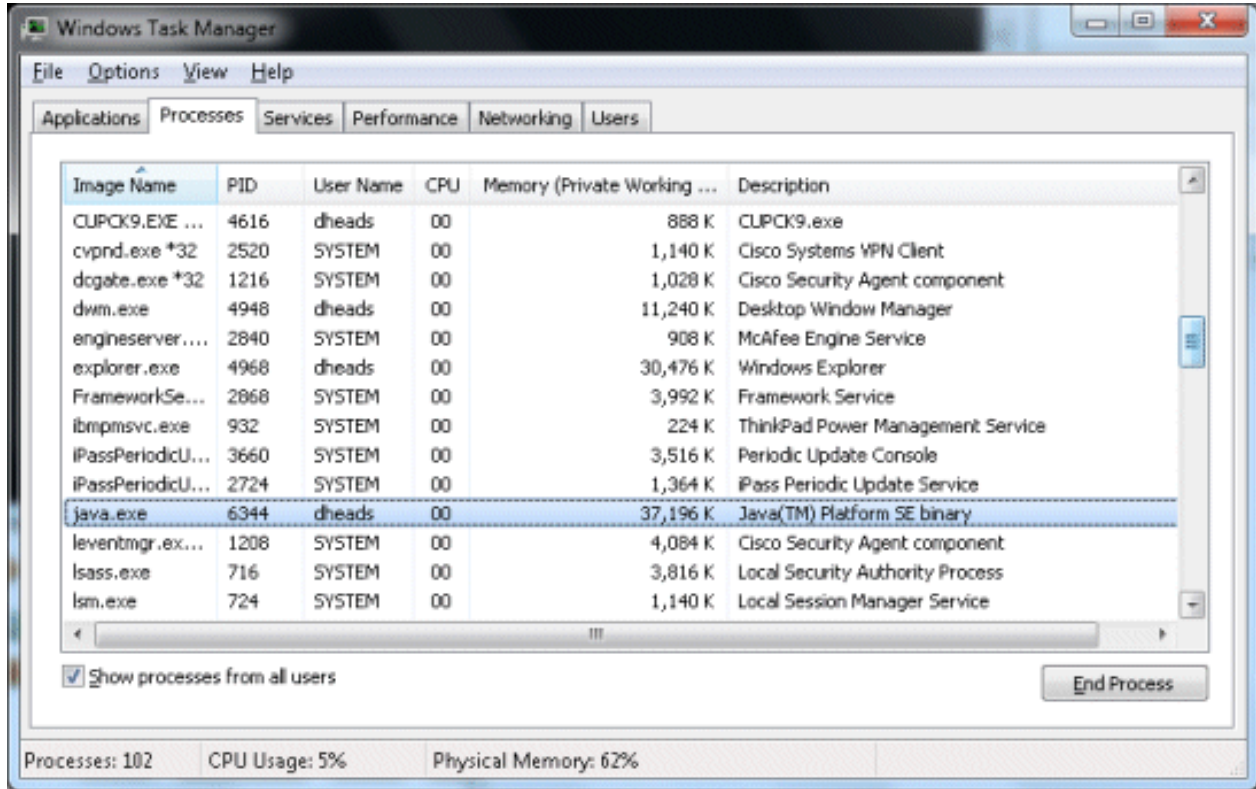 Windows Task Manager
File Options View Help
Applications Processes Services Performance Networking Users
Image Name PID User Name CPU Memory (Private Working ... Description
CUPCK9.EXE ... 4616 dheads 00 888 K CUPCK9.exe
cvpnd.exe *32 2520 SYSTEM 00 1,140 K Cisco Systems VPN Client
dcgate.exe *32 1216 SYSTEM 00 1,028 K Cisco Security Agent component
dwm.exe 4948 dheads 00 11,240 K Desktop Window Manager
engineserver.... 2840 SYSTEM 00 908 K McAfee Engine Service
explorer.exe 4968 dheads 00 30,476 K Windows Explorer
FrameworkSe... 2868 SYSTEM 00 3,992 K Framework Service
ibmpmsvc.exe 932 SYSTEM 00 224 K ThinkPad Power Management Service
iPassPeriodicU... 3660 SYSTEM 00 3,516 K Periodic Update Console
iPassPeriodicU... 2724 SYSTEM 00 1,364 K iPass Periodic Update Service
java.exe 6344 dheads 00 37,196 K Java(TM) Platform SE binary
leventmgr.ex... 1208 SYSTEM 00 4,084 K Cisco Security Agent component
lsass.exe 716 SYSTEM 00 3,816 K Local Security Authority Process
lsm.exe 724 SYSTEM 00 1,140 K Local Session Manager Service
Show processes from all users
End Process
Processes: 102 CPU Usage: 5% Physical Memory: 62%